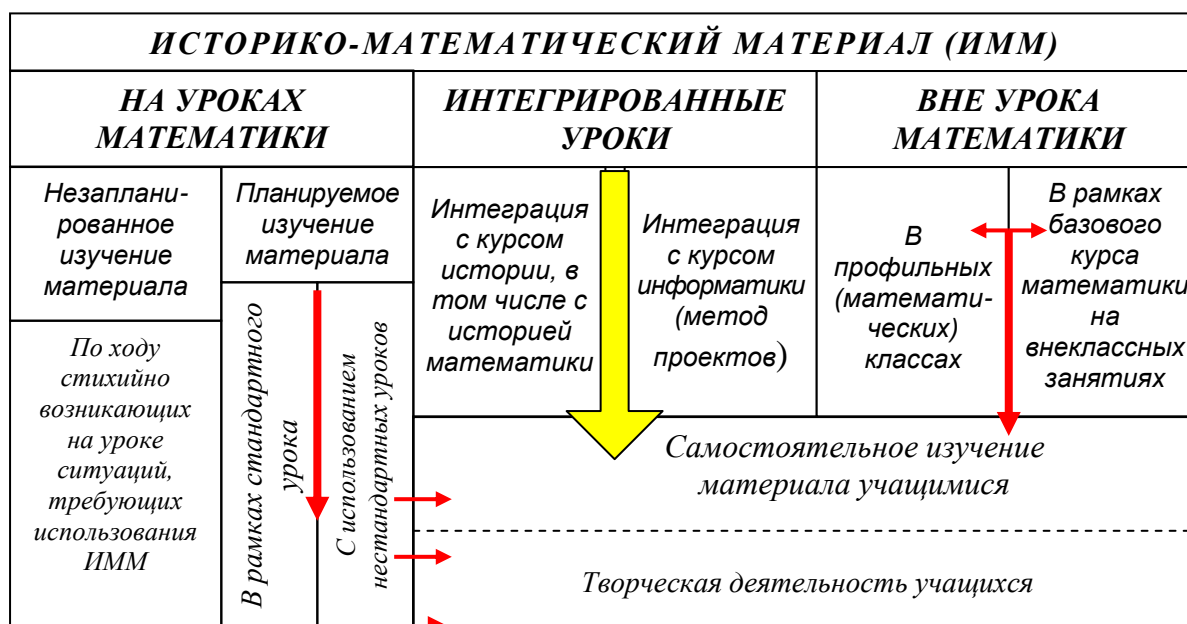 ИСТОРИКО-МАТЕМАТИЧЕСКИЙ МАТЕРИАЛ (ИММ)
НА УРОКАХ
МАТЕМАТИКИ
ИНТЕГРИРОВАННЫЕ
УРОКИ
ВНЕ УРОКА
МАТЕМАТИКИ
Незаплани-
рованное
изучение
материала
Планируемое
изучение
материала
Интеграция
с курсом
истории, в
том числе с
историей
математики
Интеграция
с курсом
информатики
(метод
проектов)
В
профильных
(математи-
ческих)
классах
В рамках
базового
курса
математики
на
внеклассных
занятиях
По ходу
стихийно
возникающих
на уроке
ситуаций,
требующих
использования
ИММ
В рамках стандартного
урока
С использованием
нестандартных уроков
Самостоятельное изучение
материала учащимися
Творческая деятельность учащихся